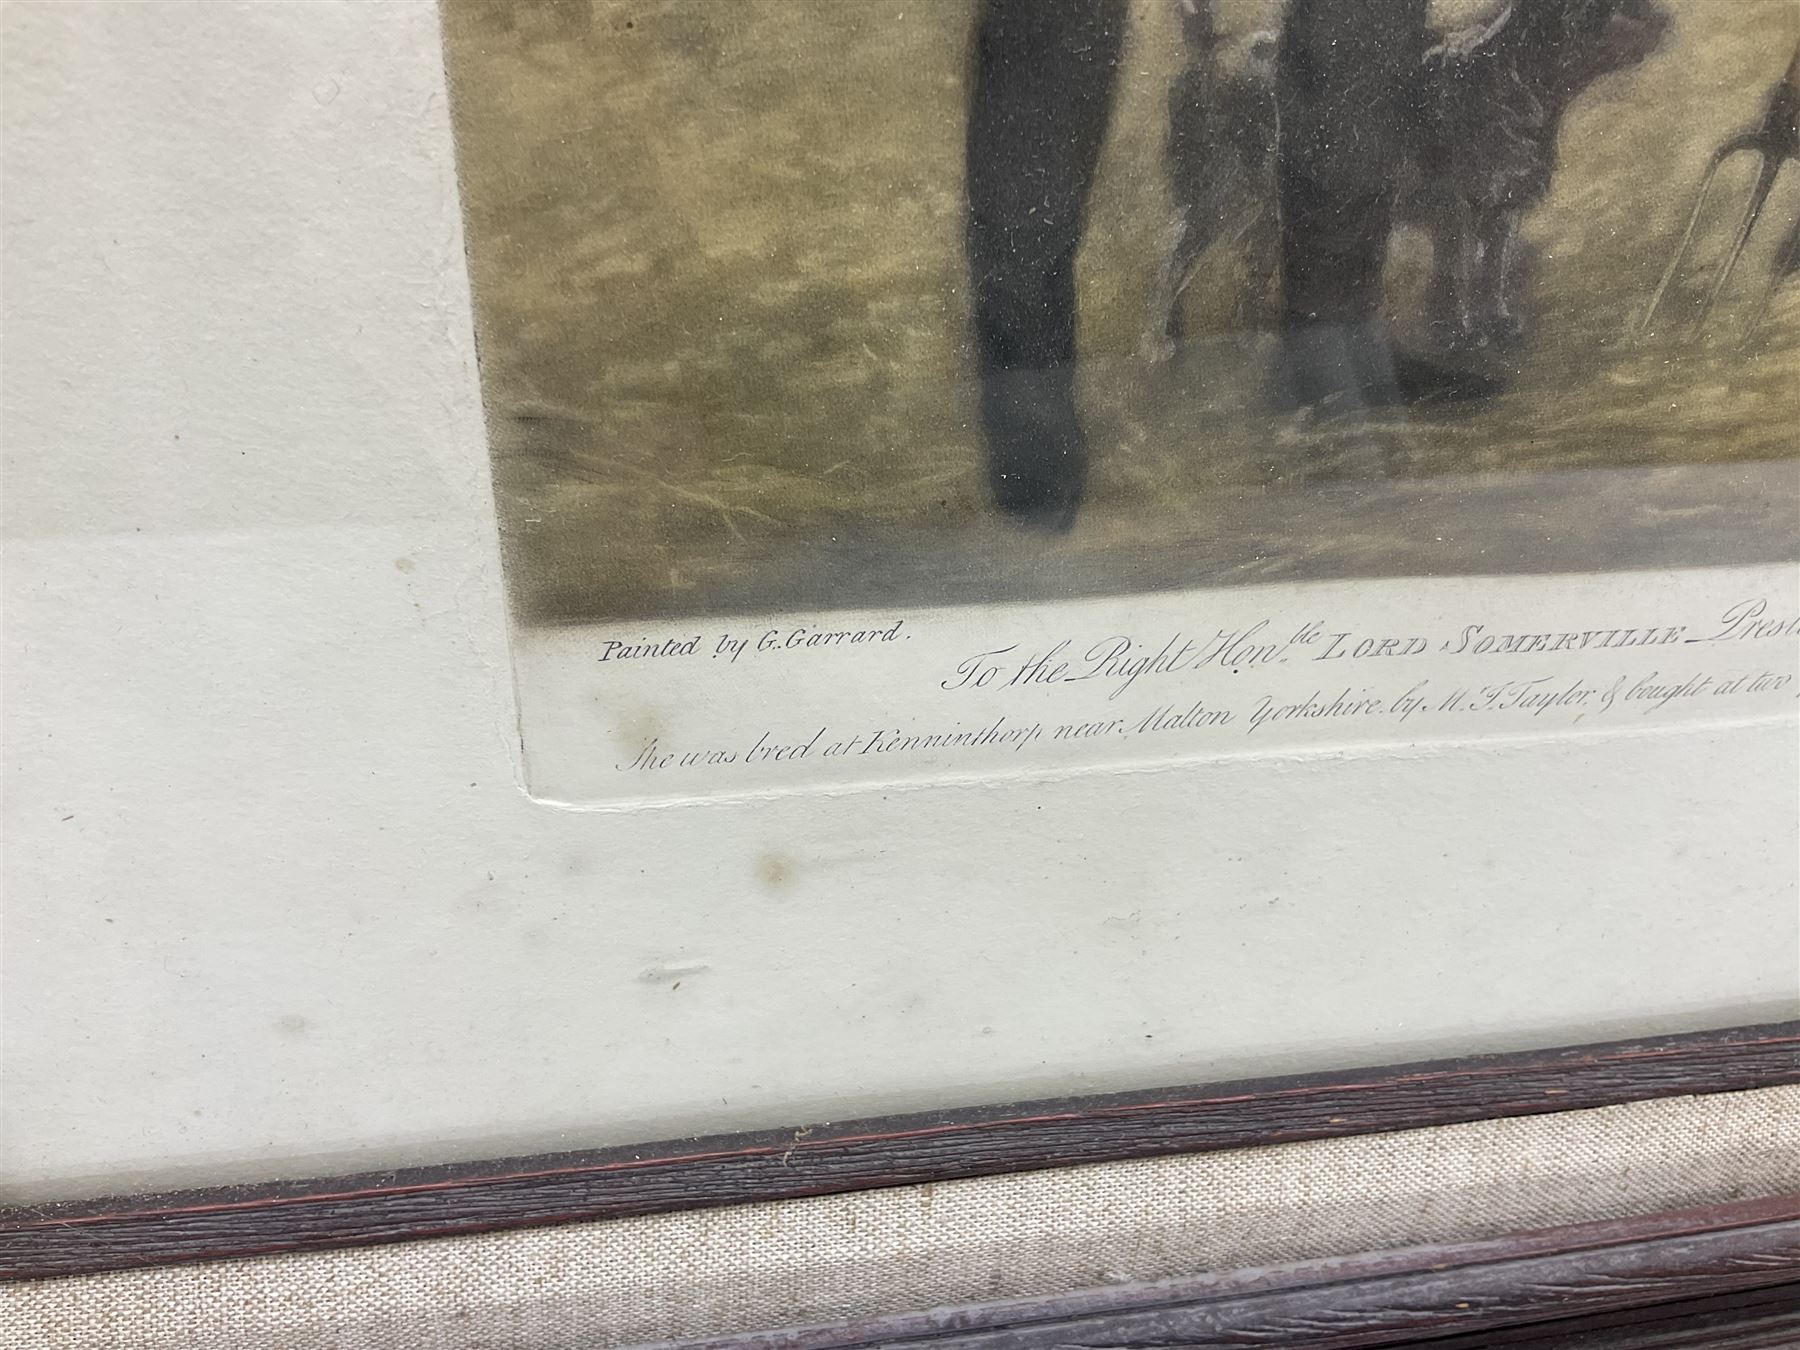 Painted by G. Garrard.
To the Right Hon.ble LORD SOMERVILLE _ Presi
She was bred at Kenninthorp near Malton Yorkshire. by M.r T. Taylor, & bought at two